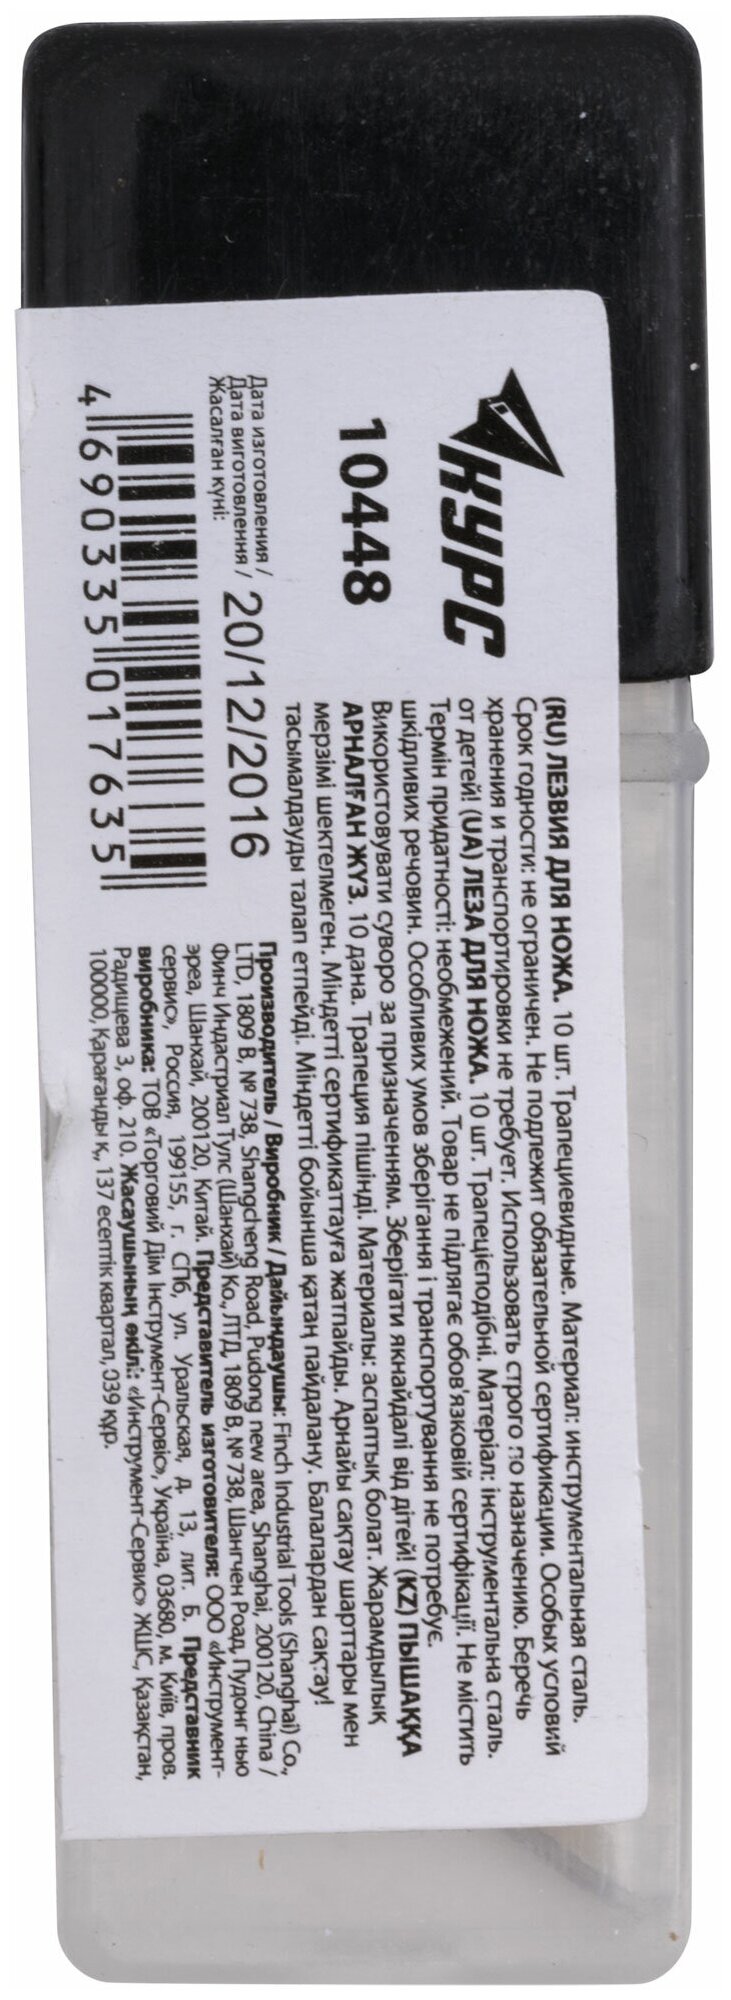 КУРС
10448
(RU) ЛЕЗВИЯ ДЛЯ НОЖА. 10 шт. Трапециевидные. Материал: инструментальная сталь.
Срок годности: не ограничен. Не подлежит обязательной сертификации. Особых условий
хранения и транспортировки не требует. Использовать строго по назначению. Беречь
от детей! (UA) ЛЕЗА ДЛЯ НОЖА. 10 шт. Трапецієподібні. Матеріал: інструментальна сталь.
Термін придатності: необмежений. Товар не підлягає обов'язковій сертифікації. Не містить
шкідливих речовин. Особливих умов зберігання і транспортування не потребує.
Використовувати суворо за призначенням. Зберігати якнайдалі від дітей! (KZ) ПЫШАҚҚА
АРНАЛҒАН ЖҮЗ. 10 дана. Трапеция пішінді. Материалы: аспаптық болат. Жарамдылық
мерзімі шектелмеген. Міндетті сертификаттауға жатпайды. Арнайы сақтау шарттары мен
тасымалдауды талап етпейді. Міндетті бойынша қатаң пайдалану. Балалардан сақтау!
Дата изготовления /
Дата виготовлення /
Жасалған күні:
20/12/2016
4 690335 017635
Производитель / Виробник / Дайындаушы: Finch Industrial Tools (Shanghai) Co.,
LTD, 1809 B, № 738, Shangcheng Road, Pudong new area, Shanghai, 200120, China /
Финч Индастриал Тулс (Шанхай) Ко., ЛТД, 1809 В, № 738, Шангчен Роад, Пудонг нью
эреа, Шанхай, 200120, Китай. Представитель изготовителя: ООО «Инструмент-
сервис», Россия, 199155, г. СПб, ул. Уральская, д. 13, лит. Б. Представник
виробника: ТОВ «Торговий Дім Інструмент-Сервіс», Україна, 03680, м. Київ, пров.
Радищева 3, оф. 210. Жасаушының өкілі: «Инструмент-Сервис» ЖШС, Қазақстан,
100000, Қарағанды қ., 137 есептік квартал, 039 құр.